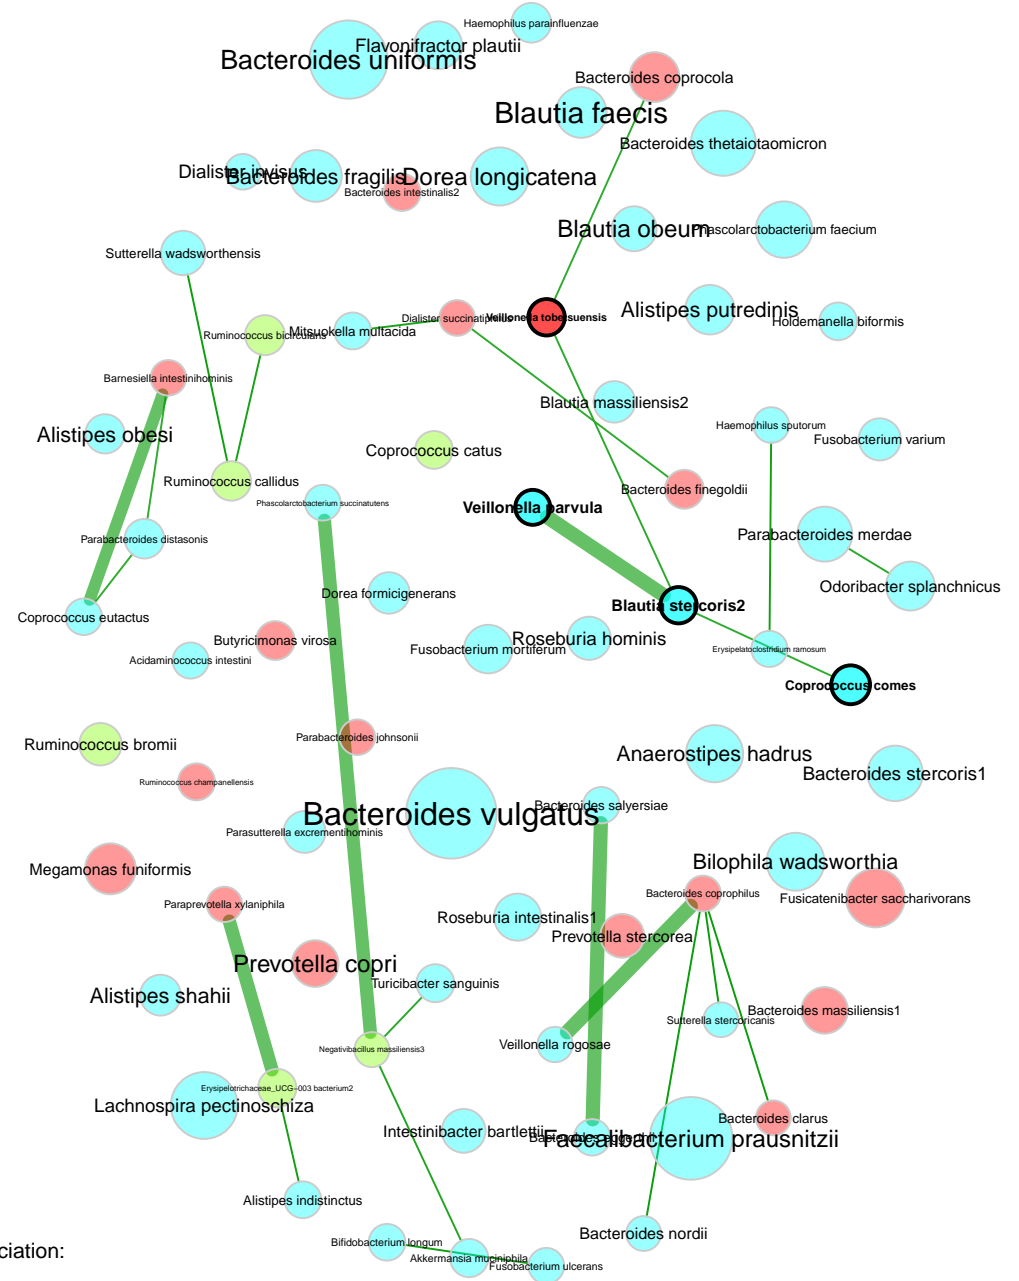 Haemophilus parainfluenzae
Flavonifractor plautii
Bacteroides uniformis
Bacteroides coprocola
Blautia faecis
Bacteroides thetaiotaomicron
Dialister invisus
Bacteroides fragilis
Dorea longicatena
Bacteroides intestinalis2
Blautia obeum
Phascolarctobacterium faecium
Sutterella wadsworthensis
Alistipes putredinis
Dialister succinatiphilus
Veillonella tobetsuensis
Holdemanella biformis
Mitsuokella multacida
Ruminococcus bicirculans
Barnesiella intestinihominis
Blautia massiliensis2
Haemophilus sputorum
Alistipes obesi
Fusobacterium varium
Coprococcus catus
Ruminococcus callidus
Bacteroides finegoldii
Phascolarctobacterium succinatutens
Veillonella parvula
Parabacteroides merdae
Parabacteroides distasonis
Odoribacter splanchnicus
Dorea formicigenerans
Blautia stercoris2
Coprococcus eutactus
Butyricimonas virosa
Roseburia hominis
Fusobacterium mortiferum
Erysipelatoclostridium ramosum
Acidaminococcus intestini
Coprococcus comes
Parabacteroides johnsonii
Ruminococcus bromii
Anaerostipes hadrus
Bacteroides stercoris1
Ruminococcus champanellensis
Bacteroides salyersiae
Bacteroides vulgatus
Parasutterella excrementihominis
Bilophila wadsworthia
Megamonas funiformis
Bacteroides coprophilus
Fusicatenibacter saccharivorans
Paraprevotella xylaniphila
Roseburia intestinalis1
Prevotella stercorea
Prevotella copri
Turicibacter sanguinis
Alistipes shahii
Bacteroides massiliensis1
Sutterella stercoricanis
Veillonella rogosae
Negativibacillus massiliensis3
Erysipelotrichaceae_UCG−003 bacterium2
Lachnospira pectinoschiza
Bacteroides clarus
Intestinibacter bartlettii
Bacteroides eggerthii
Faecalibacterium prausnitzii
Alistipes indistinctus
Bacteroides nordii
Bifidobacterium longum
ciation:
Akkermansia muciniphila
Fusobacterium ulcerans